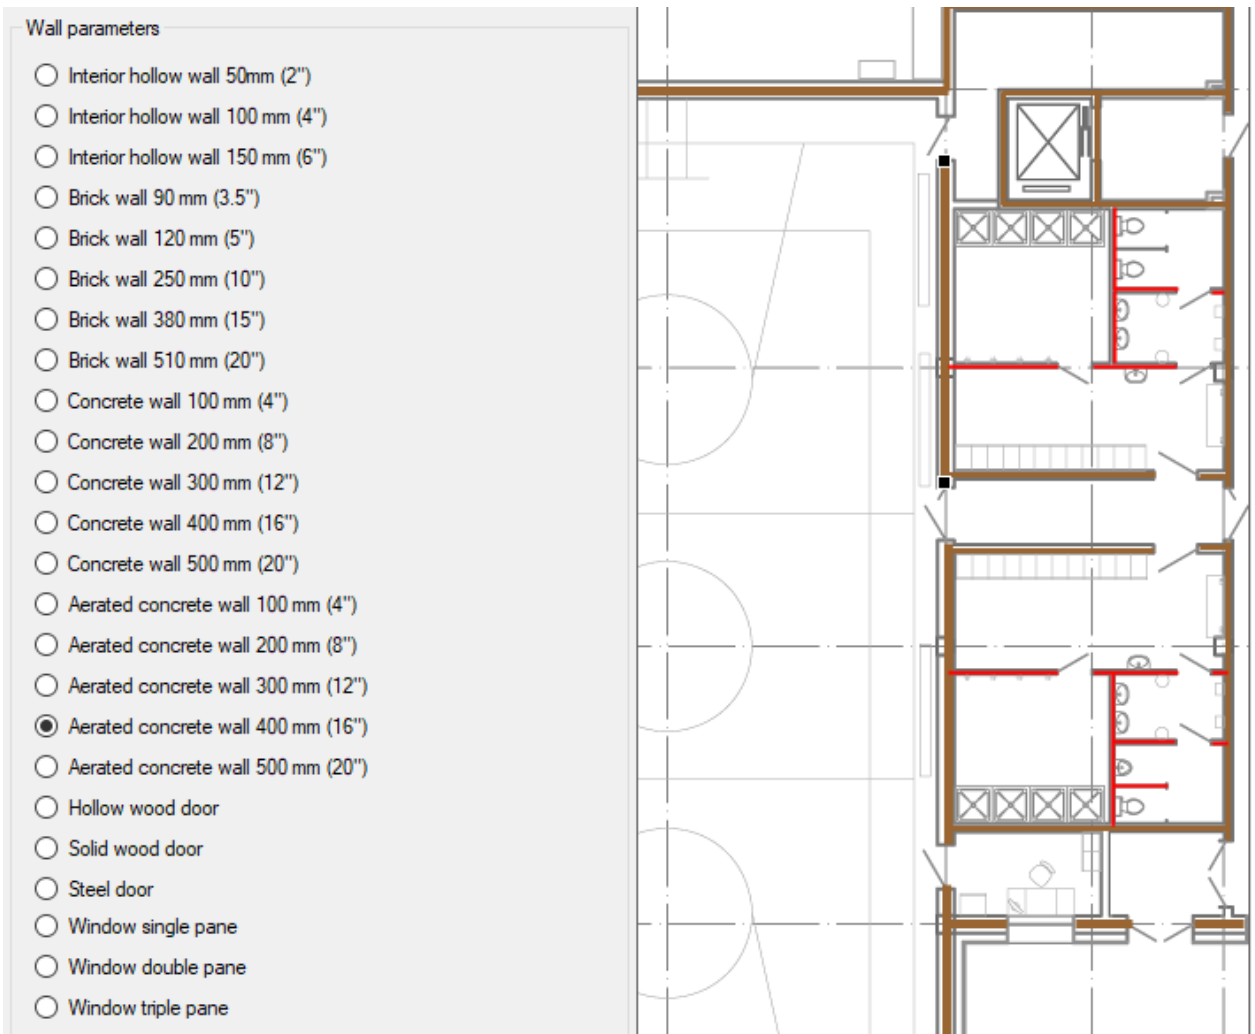 Wall parameters
Interior hollow wall 50mm (2")
Interior hollow wall 100 mm (4")
Interior hollow wall 150 mm (6")
Brick wall 90 mm (3.5")
Brick wall 120 mm (5")
Brick wall 250 mm (10")
Brick wall 380 mm (15")
Brick wall 510 mm (20")
Concrete wall 100 mm (4")
Concrete wall 200 mm (8")
Concrete wall 300 mm (12")
Concrete wall 400 mm (16")
Concrete wall 500 mm (20")
Aerated concrete wall 100 mm (4")
Aerated concrete wall 200 mm (8")
Aerated concrete wall 300 mm (12")
Aerated concrete wall 400 mm (16")
Aerated concrete wall 500 mm (20")
Hollow wood door
Solid wood door
Steel door
Window single pane
Window double pane
Window triple pane